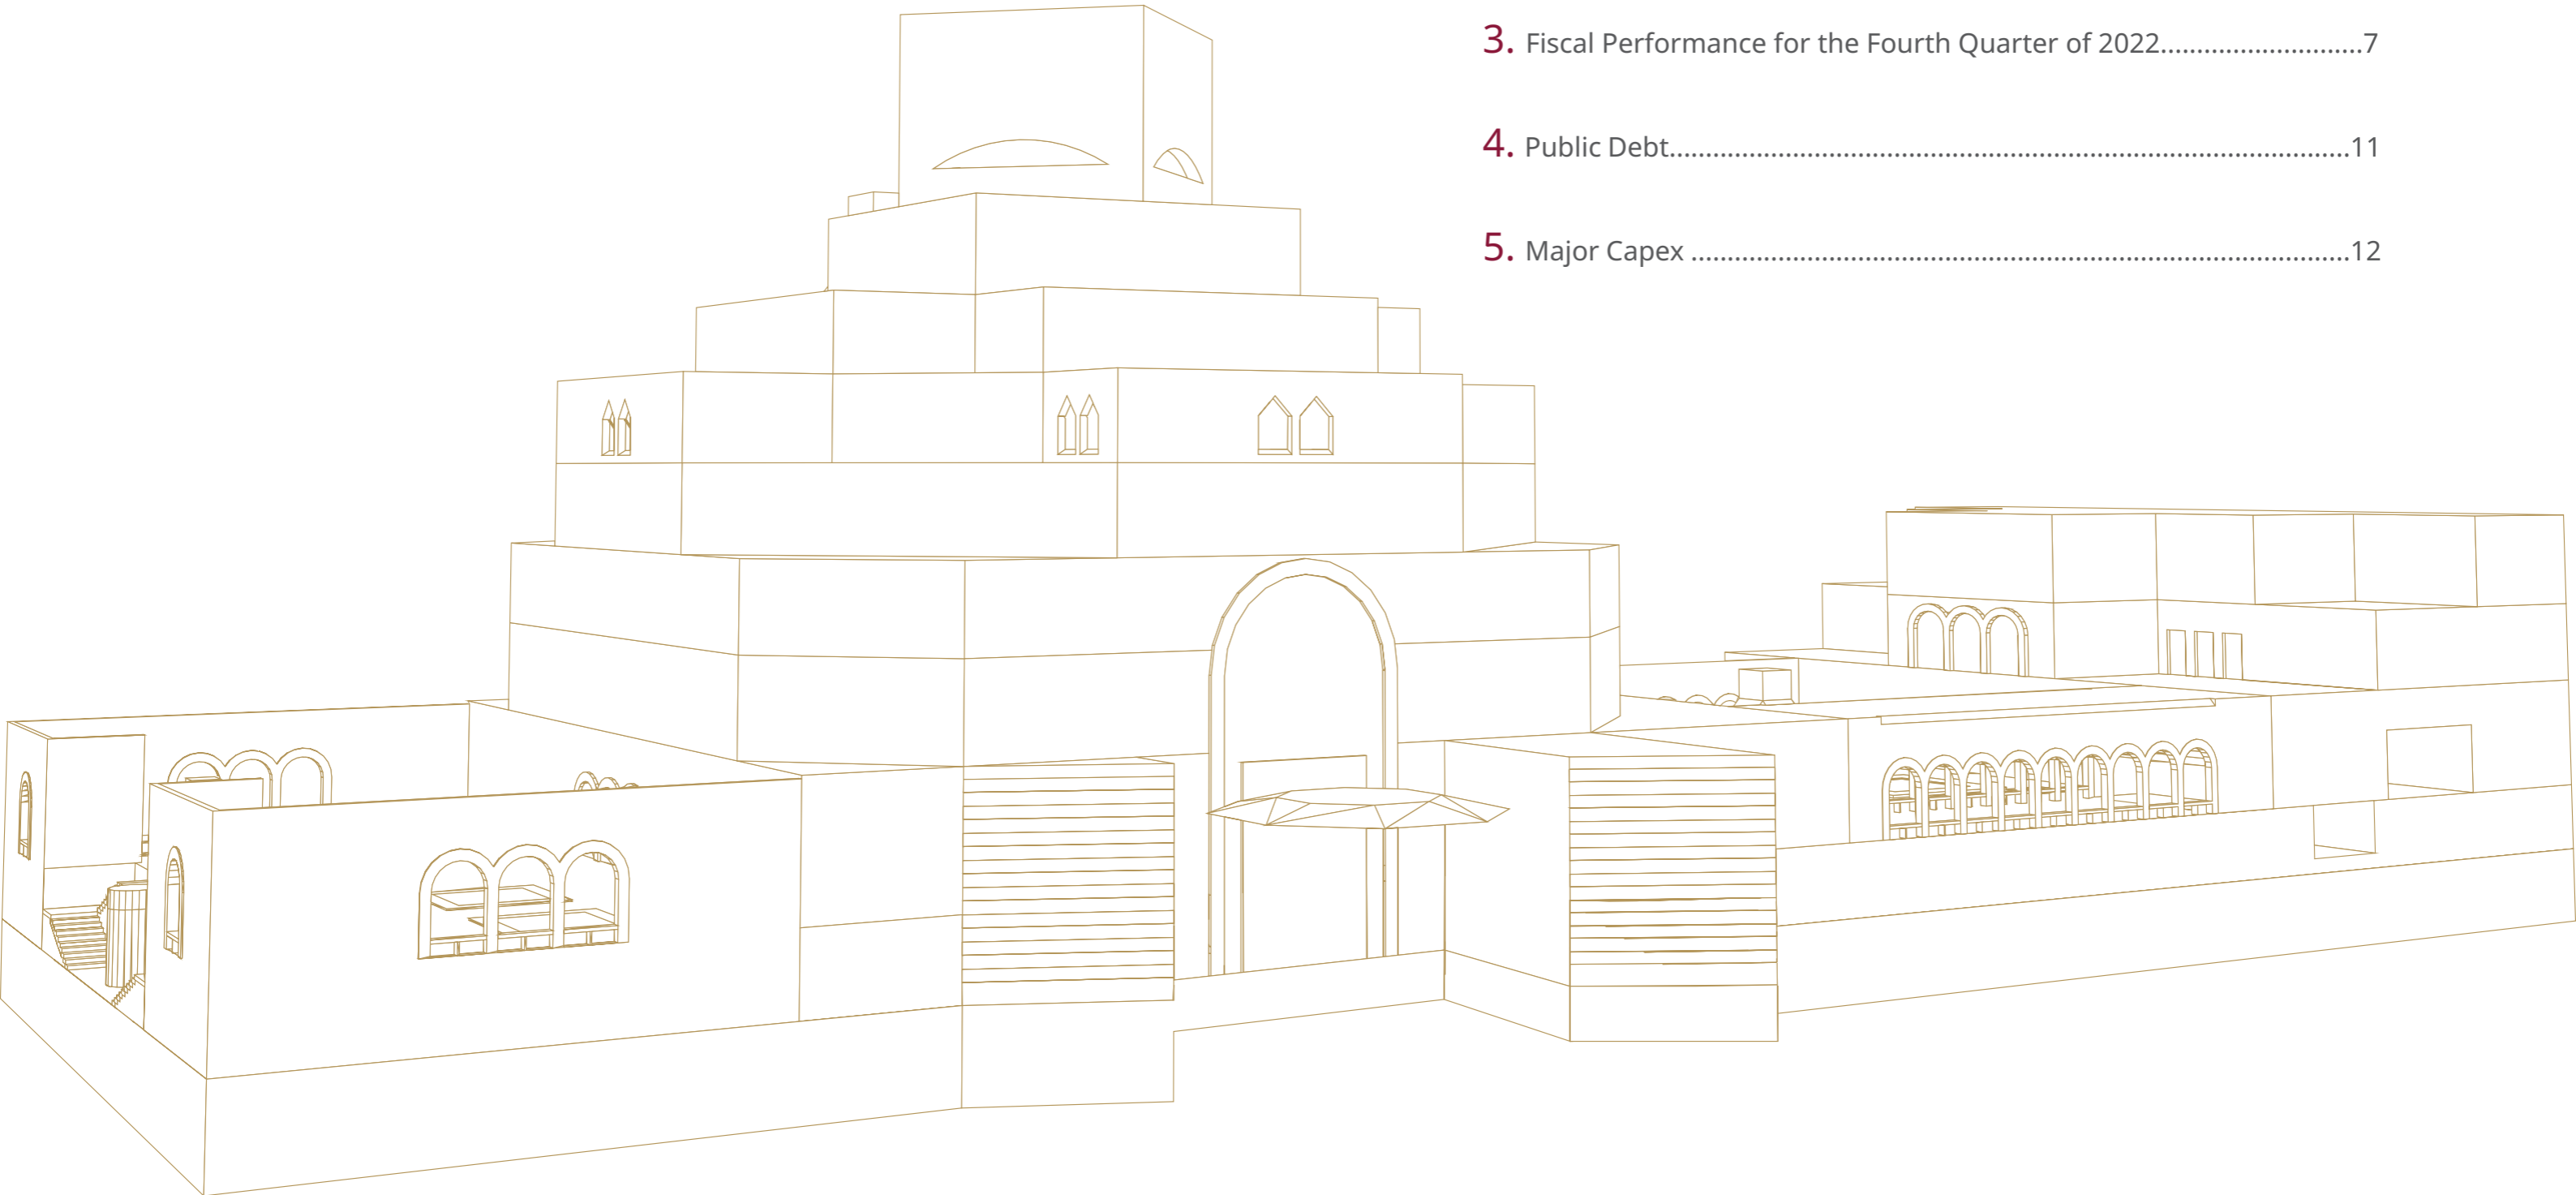 3. Fiscal Performance for the Fourth Quarter of 2022............................7
4. Public Debt.............................................................................................11
5. Major Capex ..........................................................................................12